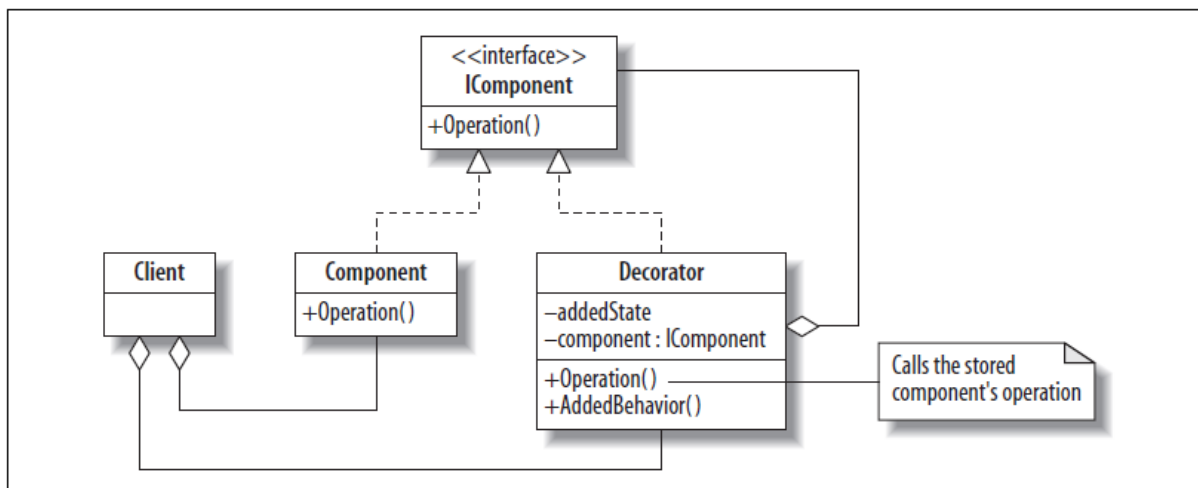 <<interface>>
IComponent
+Operation()
Client
Component
+Operation()
Decorator
–addedState
–component : IComponent
+Operation()
+AddedBehavior()
Calls the stored
component's operation